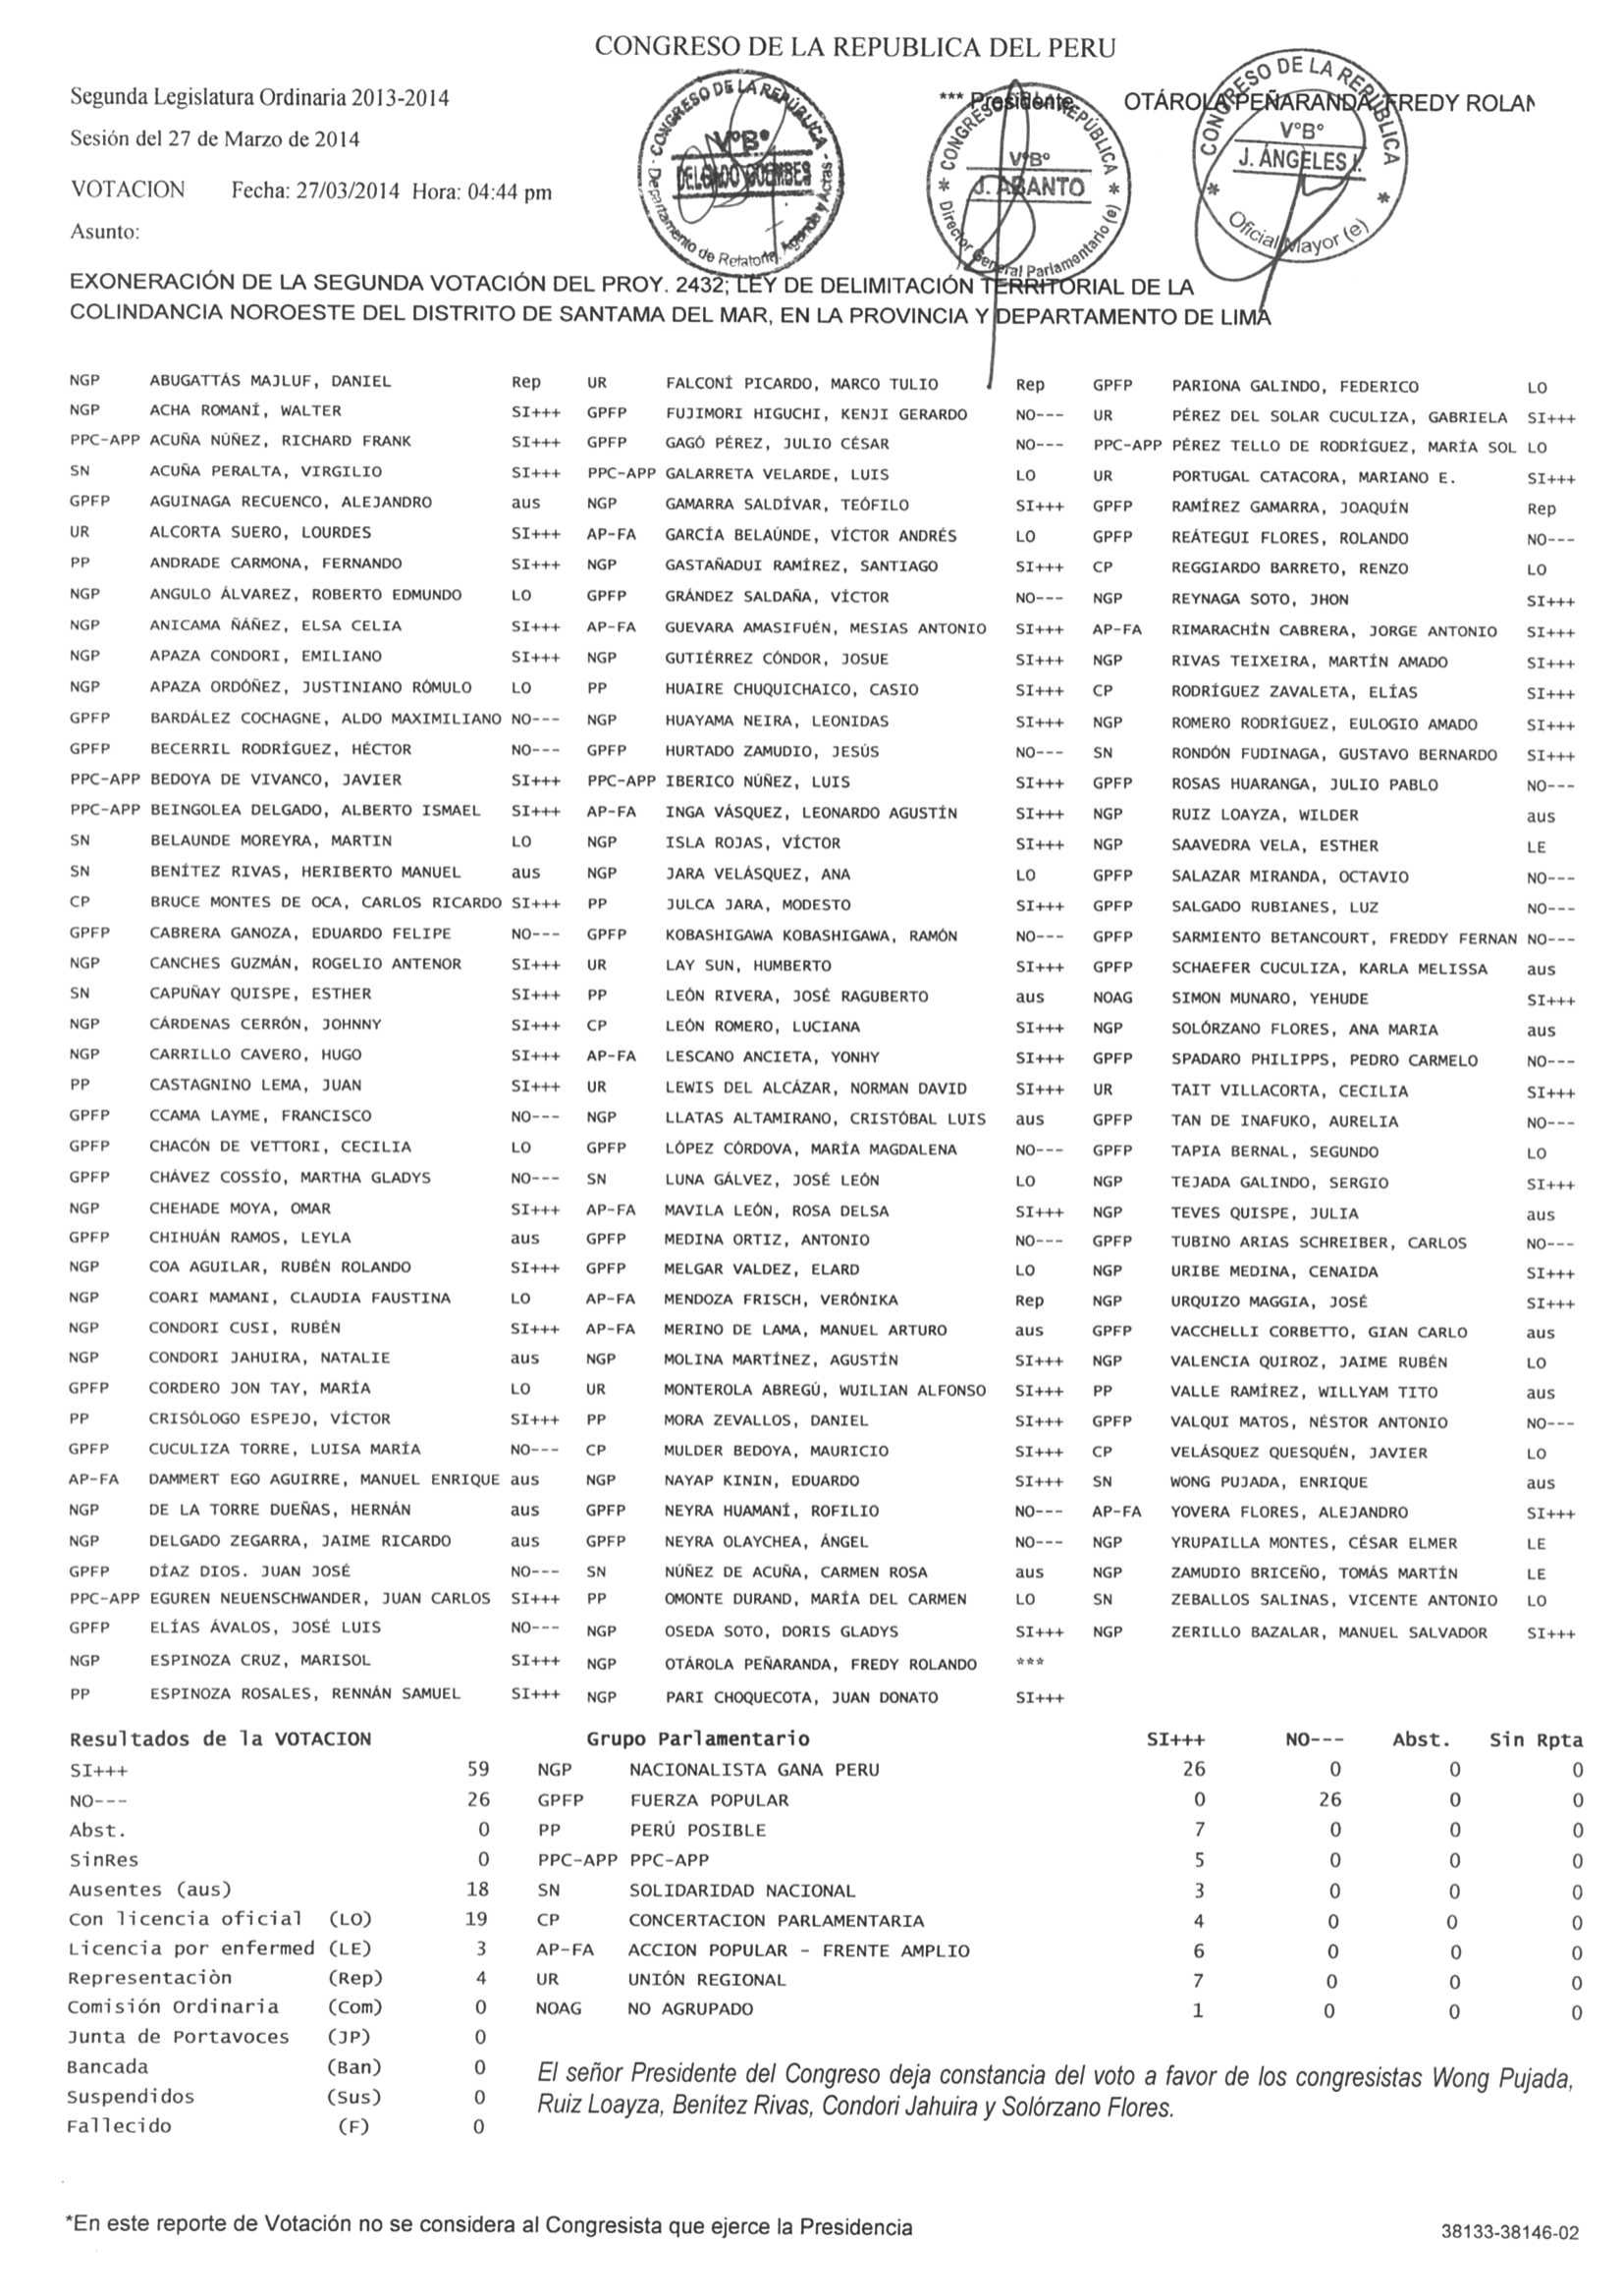 CONGRESO DE LA REPUBLICA DEL PERU
Segunda Legislatura Ordinaria 2013-2014
*** Presidente: OTÁROLA PEÑARANDA, FREDY ROLAN
Sesión del 27 de Marzo de 2014
VOTACION Fecha: 27/03/2014 Hora: 04:44 pm
Asunto:
CONGRESO DE LA REPÚBLICA
V°B°
DELGADO GUEMBES
Departamento de Relatoría, Agenda y Actas
CONGRESO DE LA REPÚBLICA
V°B°
J. ABANTO
Director General Parlamentario (e)
CONGRESO DE LA REPÚBLICA
V°B°
J. ÁNGELES I.
Oficial Mayor (e)
EXONERACIÓN DE LA SEGUNDA VOTACIÓN DEL PROY. 2432; LEY DE DELIMITACIÓN TERRITORIAL DE LA
COLINDANCIA NOROESTE DEL DISTRITO DE SANTAMA DEL MAR, EN LA PROVINCIA Y DEPARTAMENTO DE LIMA
NGP ABUGATTÁS MAJLUF, DANIEL Rep UR FALCONÍ PICARDO, MARCO TULIO Rep GPFP PARIONA GALINDO, FEDERICO LO
NGP ACHA ROMANÍ, WALTER SI+++ GPFP FUJIMORI HIGUCHI, KENJI GERARDO NO--- UR PÉREZ DEL SOLAR CUCULIZA, GABRIELA SI+++
PPC-APP ACUÑA NÚÑEZ, RICHARD FRANK SI+++ GPFP GAGÓ PÉREZ, JULIO CÉSAR NO--- PPC-APP PÉREZ TELLO DE RODRÍGUEZ, MARÍA SOL LO
SN ACUÑA PERALTA, VIRGILIO SI+++ PPC-APP GALARRETA VELARDE, LUIS LO UR PORTUGAL CATACORA, MARIANO E. SI+++
GPFP AGUINAGA RECUENCO, ALEJANDRO aus NGP GAMARRA SALDÍVAR, TEÓFILO SI+++ GPFP RAMÍREZ GAMARRA, JOAQUÍN Rep
UR ALCORTA SUERO, LOURDES SI+++ AP-FA GARCÍA BELAÚNDE, VÍCTOR ANDRÉS LO GPFP REÁTEGUI FLORES, ROLANDO NO---
PP ANDRADE CARMONA, FERNANDO SI+++ NGP GASTAÑADUI RAMÍREZ, SANTIAGO SI+++ CP REGGIARDO BARRETO, RENZO LO
NGP ANGULO ÁLVAREZ, ROBERTO EDMUNDO LO GPFP GRÁNDEZ SALDAÑA, VÍCTOR NO--- NGP REYNAGA SOTO, JHON SI+++
NGP ANICAMA ÑÁÑEZ, ELSA CELIA SI+++ AP-FA GUEVARA AMASIFUÉN, MESIAS ANTONIO SI+++ AP-FA RIMARACHÍN CABRERA, JORGE ANTONIO SI+++
NGP APAZA CONDORI, EMILIANO SI+++ NGP GUTIÉRREZ CÓNDOR, JOSUE SI+++ NGP RIVAS TEIXEIRA, MARTÍN AMADO SI+++
NGP APAZA ORDÓÑEZ, JUSTINIANO RÓMULO LO PP HUAIRE CHUQUICHAICO, CASIO SI+++ CP RODRÍGUEZ ZAVALETA, ELÍAS SI+++
GPFP BARDÁLEZ COCHAGNE, ALDO MAXIMILIANO NO--- NGP HUAYAMA NEIRA, LEONIDAS SI+++ NGP ROMERO RODRÍGUEZ, EULOGIO AMADO SI+++
GPFP BECERRIL RODRÍGUEZ, HÉCTOR NO--- GPFP HURTADO ZAMUDIO, JESÚS NO--- SN RONDÓN FUDINAGA, GUSTAVO BERNARDO SI+++
PPC-APP BEDOYA DE VIVANCO, JAVIER SI+++ PPC-APP IBERICO NÚÑEZ, LUIS SI+++ GPFP ROSAS HUARANGA, JULIO PABLO NO---
PPC-APP BEINGOLEA DELGADO, ALBERTO ISMAEL SI+++ AP-FA INGA VÁSQUEZ, LEONARDO AGUSTÍN SI+++ NGP RUIZ LOAYZA, WILDER aus
SN BELAUNDE MOREYRA, MARTIN LO NGP ISLA ROJAS, VÍCTOR SI+++ NGP SAAVEDRA VELA, ESTHER LE
SN BENÍTEZ RIVAS, HERIBERTO MANUEL aus NGP JARA VELÁSQUEZ, ANA LO GPFP SALAZAR MIRANDA, OCTAVIO NO---
CP BRUCE MONTES DE OCA, CARLOS RICARDO SI+++ PP JULCA JARA, MODESTO SI+++ GPFP SALGADO RUBIANES, LUZ NO---
GPFP CABRERA GANOZA, EDUARDO FELIPE NO--- GPFP KOBASHIGAWA KOBASHIGAWA, RAMÓN NO--- GPFP SARMIENTO BETANCOURT, FREDDY FERNAN NO---
NGP CANCHES GUZMÁN, ROGELIO ANTENOR SI+++ UR LAY SUN, HUMBERTO SI+++ GPFP SCHAEFER CUCULIZA, KARLA MELISSA aus
SN CAPUÑAY QUISPE, ESTHER SI+++ PP LEÓN RIVERA, JOSÉ RAGUBERTO aus NOAG SIMON MUNARO, YEHUDE SI+++
NGP CÁRDENAS CERRÓN, JOHNNY SI+++ CP LEÓN ROMERO, LUCIANA SI+++ NGP SOLÓRZANO FLORES, ANA MARIA aus
NGP CARRILLO CAVERO, HUGO SI+++ AP-FA LESCANO ANCIETA, YONHY SI+++ GPFP SPADARO PHILIPPS, PEDRO CARMELO NO---
PP CASTAGNINO LEMA, JUAN SI+++ UR LEWIS DEL ALCÁZAR, NORMAN DAVID SI+++ UR TAIT VILLACORTA, CECILIA SI+++
GPFP CCAMA LAYME, FRANCISCO NO--- NGP LLATAS ALTAMIRANO, CRISTÓBAL LUIS aus GPFP TAN DE INAFUKO, AURELIA NO---
GPFP CHACÓN DE VETTORI, CECILIA LO GPFP LÓPEZ CÓRDOVA, MARÍA MAGDALENA NO--- GPFP TAPIA BERNAL, SEGUNDO LO
GPFP CHÁVEZ COSSÍO, MARTHA GLADYS NO--- SN LUNA GÁLVEZ, JOSÉ LEÓN LO NGP TEJADA GALINDO, SERGIO SI+++
NGP CHEHADE MOYA, OMAR SI+++ AP-FA MAVILA LEÓN, ROSA DELSA SI+++ NGP TEVES QUISPE, JULIA aus
GPFP CHIHUÁN RAMOS, LEYLA aus GPFP MEDINA ORTIZ, ANTONIO NO--- GPFP TUBINO ARIAS SCHREIBER, CARLOS NO---
NGP COA AGUILAR, RUBÉN ROLANDO SI+++ GPFP MELGAR VALDEZ, ELARD LO NGP URIBE MEDINA, CENAIDA SI+++
NGP COARI MAMANI, CLAUDIA FAUSTINA LO AP-FA MENDOZA FRISCH, VERÓNIKA Rep NGP URQUIZO MAGGIA, JOSÉ SI+++
NGP CONDORI CUSI, RUBÉN SI+++ AP-FA MERINO DE LAMA, MANUEL ARTURO aus GPFP VACCHELLI CORBETTO, GIAN CARLO aus
NGP CONDORI JAHUIRA, NATALIE aus NGP MOLINA MARTÍNEZ, AGUSTÍN SI+++ NGP VALENCIA QUIROZ, JAIME RUBÉN LO
GPFP CORDERO JON TAY, MARÍA LO UR MONTEROLA ABREGÚ, WUILIAN ALFONSO SI+++ PP VALLE RAMÍREZ, WILLYAM TITO aus
PP CRISÓLOGO ESPEJO, VÍCTOR SI+++ PP MORA ZEVALLOS, DANIEL SI+++ GPFP VALQUI MATOS, NÉSTOR ANTONIO NO---
GPFP CUCULIZA TORRE, LUISA MARÍA NO--- CP MULDER BEDOYA, MAURICIO SI+++ CP VELÁSQUEZ QUESQUÉN, JAVIER LO
AP-FA DAMMERT EGO AGUIRRE, MANUEL ENRIQUE aus NGP NAYAP KININ, EDUARDO SI+++ SN WONG PUJADA, ENRIQUE aus
NGP DE LA TORRE DUEÑAS, HERNÁN aus GPFP NEYRA HUAMANÍ, ROFILIO NO--- AP-FA YOVERA FLORES, ALEJANDRO SI+++
NGP DELGADO ZEGARRA, JAIME RICARDO aus GPFP NEYRA OLAYCHEA, ÁNGEL NO--- NGP YRUPAILLA MONTES, CÉSAR ELMER LE
GPFP DÍAZ DIOS. JUAN JOSÉ NO--- SN NÚÑEZ DE ACUÑA, CARMEN ROSA aus NGP ZAMUDIO BRICEÑO, TOMÁS MARTÍN LE
PPC-APP EGUREN NEUENSCHWANDER, JUAN CARLOS SI+++ PP OMONTE DURAND, MARÍA DEL CARMEN LO SN ZEBALLOS SALINAS, VICENTE ANTONIO LO
GPFP ELÍAS ÁVALOS, JOSÉ LUIS NO--- NGP OSEDA SOTO, DORIS GLADYS SI+++ NGP ZERILLO BAZALAR, MANUEL SALVADOR SI+++
NGP ESPINOZA CRUZ, MARISOL SI+++ NGP OTÁROLA PEÑARANDA, FREDY ROLANDO ***
PP ESPINOZA ROSALES, RENNÁN SAMUEL SI+++ NGP PARI CHOQUECOTA, JUAN DONATO SI+++
Resultados de la VOTACION Grupo Parlamentario SI+++ NO--- Abst. Sin Rpta
SI+++ 59 NGP NACIONALISTA GANA PERU 26 0 0 0
NO--- 26 GPFP FUERZA POPULAR 0 26 0 0
Abst. 0 PP PERÚ POSIBLE 7 0 0 0
SinRes 0 PPC-APP PPC-APP 5 0 0 0
Ausentes (aus) 18 SN SOLIDARIDAD NACIONAL 3 0 0 0
Con licencia oficial (LO) 19 CP CONCERTACION PARLAMENTARIA 4 0 0 0
Licencia por enfermed (LE) 3 AP-FA ACCION POPULAR - FRENTE AMPLIO 6 0 0 0
Representaciòn (Rep) 4 UR UNIÓN REGIONAL 7 0 0 0
Comisión Ordinaria (Com) 0 NOAG NO AGRUPADO 1 0 0 0
Junta de Portavoces (JP) 0
Bancada (Ban) 0
Suspendidos (Sus) 0
Fallecido (F) 0
El señor Presidente del Congreso deja constancia del voto a favor de los congresistas Wong Pujada,
Ruiz Loayza, Benítez Rivas, Condori Jahuira y Solórzano Flores.
*En este reporte de Votación no se considera al Congresista que ejerce la Presidencia
38133-38146-02